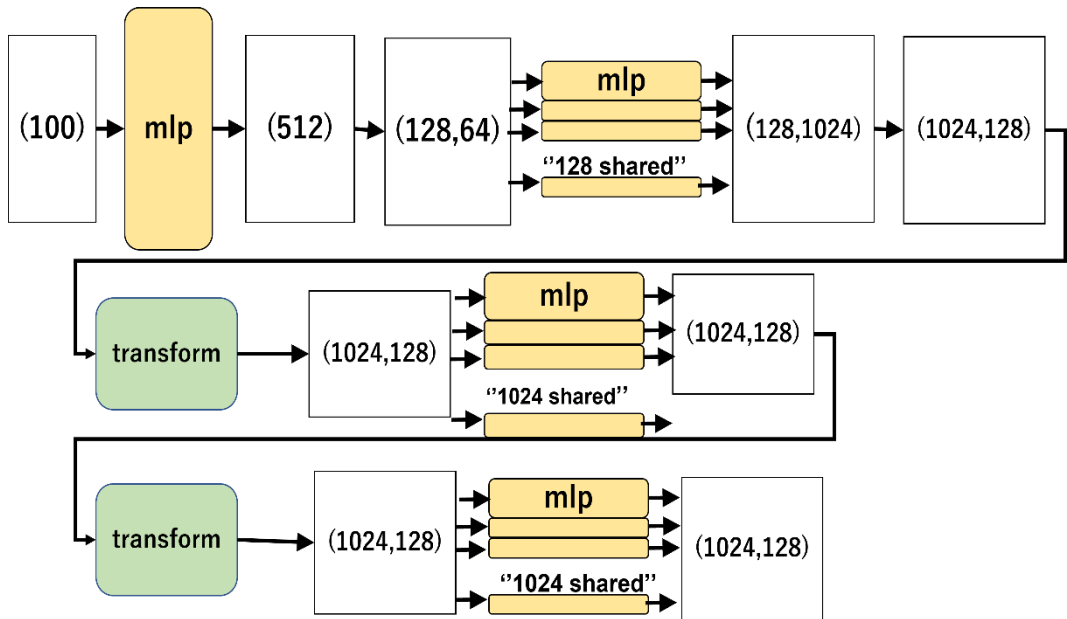 (100)
mlp
(512)
(128,64)
mlp
‘‘128 shared’’
(128,1024)
(1024,128)
transform
(1024,128)
mlp
‘‘1024 shared’’
(1024,128)
transform
(1024,128)
mlp
‘‘1024 shared’’
(1024,128)